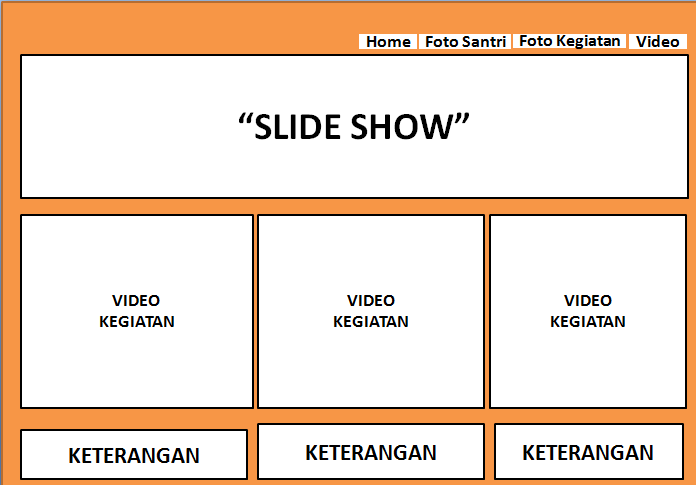 Home Foto Santri Foto Kegiatan Video
“SLIDE SHOW”
VIDEO
KEGIATAN
VIDEO
KEGIATAN
VIDEO
KEGIATAN
KETERANGAN
KETERANGAN
KETERANGAN